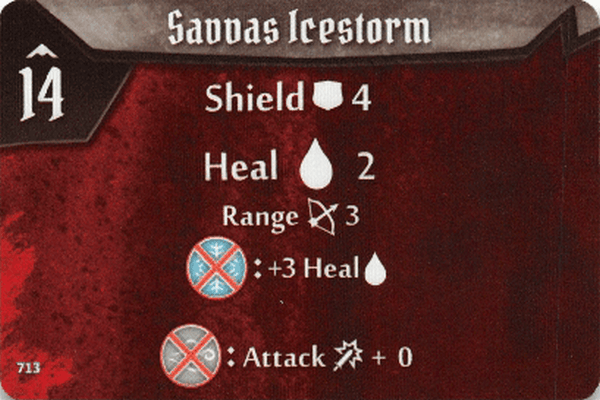 Savvas Icestorm
14
Shield 4
Heal 2
Range 3
: +3 Heal
: Attack + 0
713